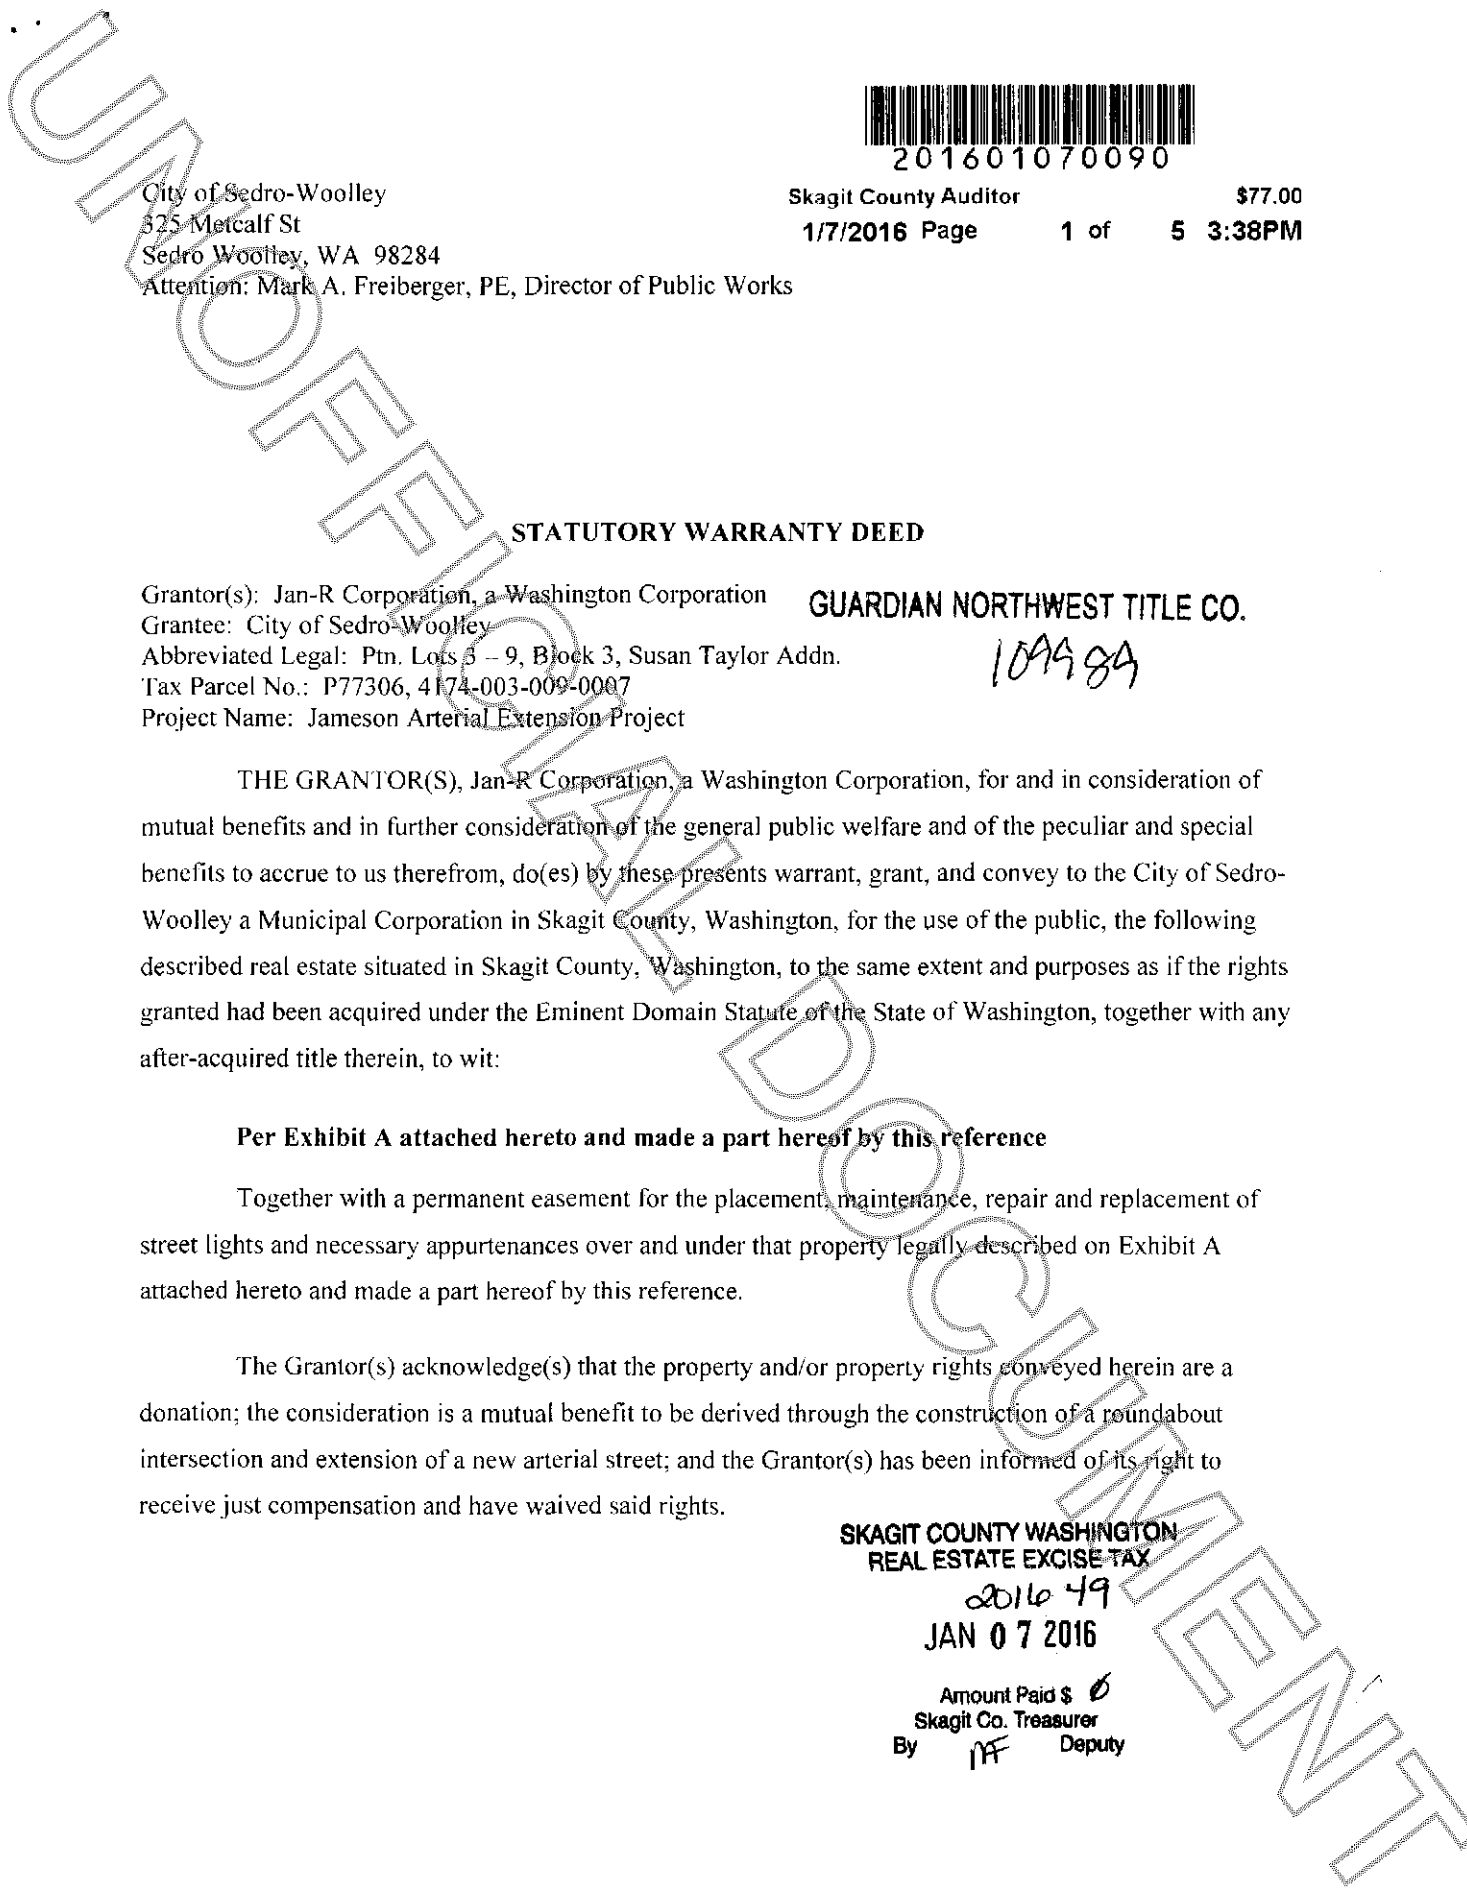 201601070090
Skagit County Auditor $77.00
1/7/2016 Page 1 of 5 3:38PM
City of Sedro-Woolley
325 Metcalf St
Sedro Woolley, WA 98284
Attention: Mark A. Freiberger, PE, Director of Public Works
STATUTORY WARRANTY DEED
Grantor(s): Jan-R Corporation, a Washington Corporation
Grantee: City of Sedro-Woolley
Abbreviated Legal: Ptn. Lots 3 – 9, Block 3, Susan Taylor Addn.
Tax Parcel No.: P77306, 4174-003-009-0007
Project Name: Jameson Arterial Extension Project
GUARDIAN NORTHWEST TITLE CO.
109989
THE GRANTOR(S), Jan-R Corporation, a Washington Corporation, for and in consideration of
mutual benefits and in further consideration of the general public welfare and of the peculiar and special
benefits to accrue to us therefrom, do(es) by these presents warrant, grant, and convey to the City of Sedro-
Woolley a Municipal Corporation in Skagit County, Washington, for the use of the public, the following
described real estate situated in Skagit County, Washington, to the same extent and purposes as if the rights
granted had been acquired under the Eminent Domain Statute of the State of Washington, together with any
after-acquired title therein, to wit:
Per Exhibit A attached hereto and made a part hereof by this reference
Together with a permanent easement for the placement, maintenance, repair and replacement of
street lights and necessary appurtenances over and under that property legally described on Exhibit A
attached hereto and made a part hereof by this reference.
The Grantor(s) acknowledge(s) that the property and/or property rights conveyed herein are a
donation; the consideration is a mutual benefit to be derived through the construction of a roundabout
intersection and extension of a new arterial street; and the Grantor(s) has been informed of its right to
receive just compensation and have waived said rights.
SKAGIT COUNTY WASHINGTON
REAL ESTATE EXCISE TAX
2016 49
JAN 07 2016
Amount Paid $ 0
Skagit Co. Treasurer
By Deputy
UNOFFICIAL DOCUMENT